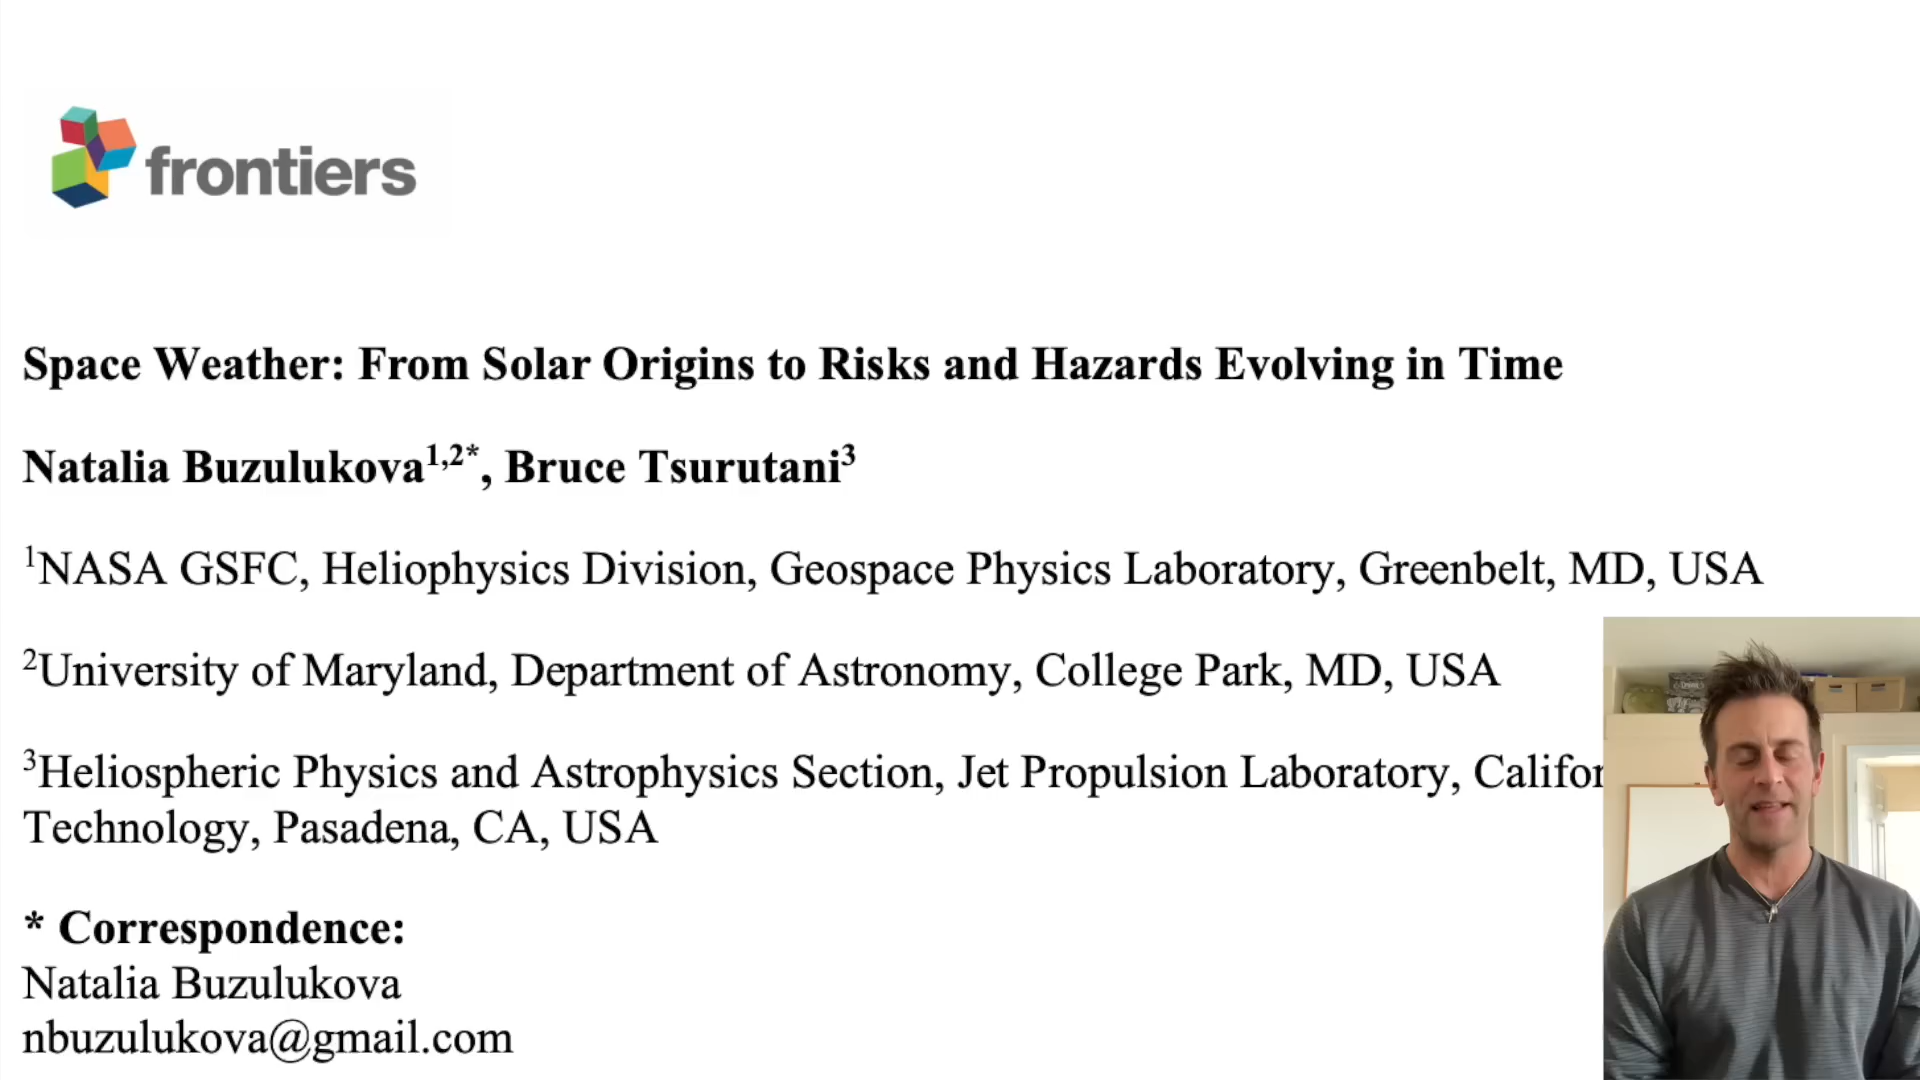 frontiers
Space Weather: From Solar Origins to Risks and Hazards Evolving in Time
Natalia Buzulukova1,2*, Bruce Tsurutani3
1NASA GSFC, Heliophysics Division, Geospace Physics Laboratory, Greenbelt, MD, USA
2University of Maryland, Department of Astronomy, College Park, MD, USA
3Heliospheric Physics and Astrophysics Section, Jet Propulsion Laboratory, Califor
Technology, Pasadena, CA, USA
* Correspondence:
Natalia Buzulukova
nbuzulukova@gmail.com